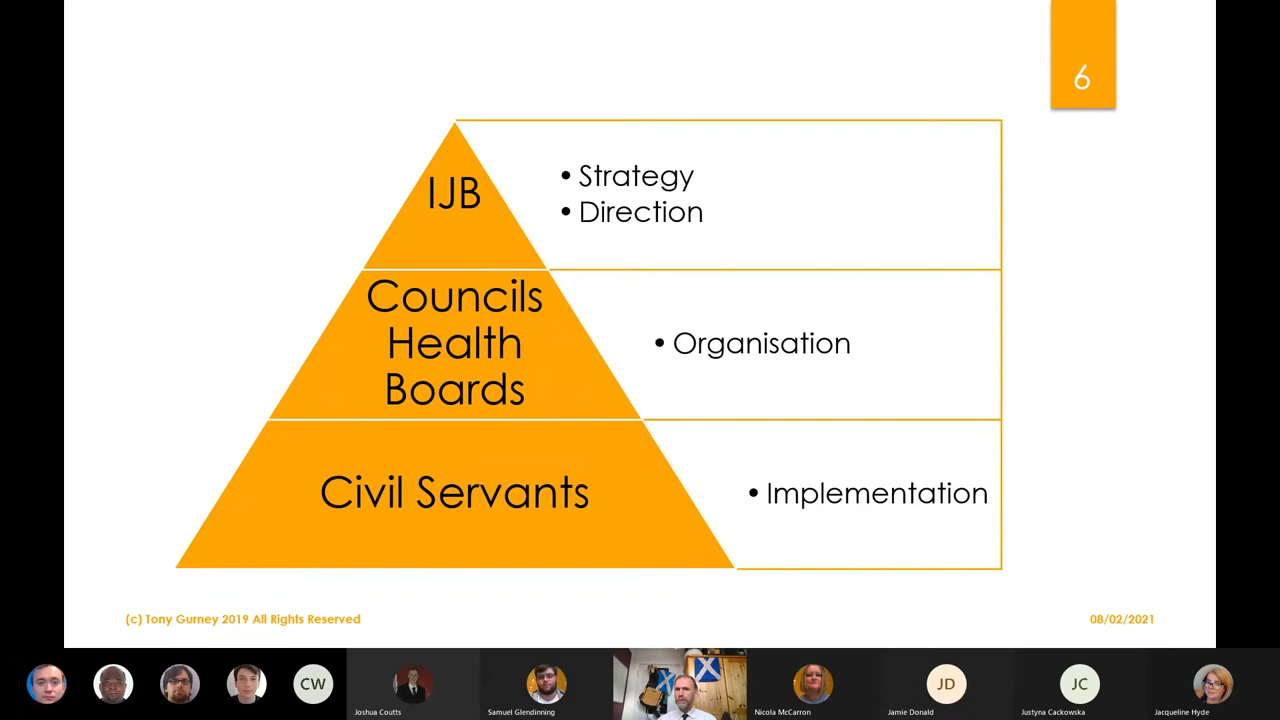 6
IJB
• Strategy
• Direction
Councils
Health
Boards
• Organisation
Civil Servants
• Implementation
(c) Tony Gurney 2019 All Rights Reserved
08/02/2021
CW
JD
JC
Joshua Coutts
Samuel Glendinning
Nicola McCarron
Jamie Donald
Justyna Cackowska
Jacqueline Hyde